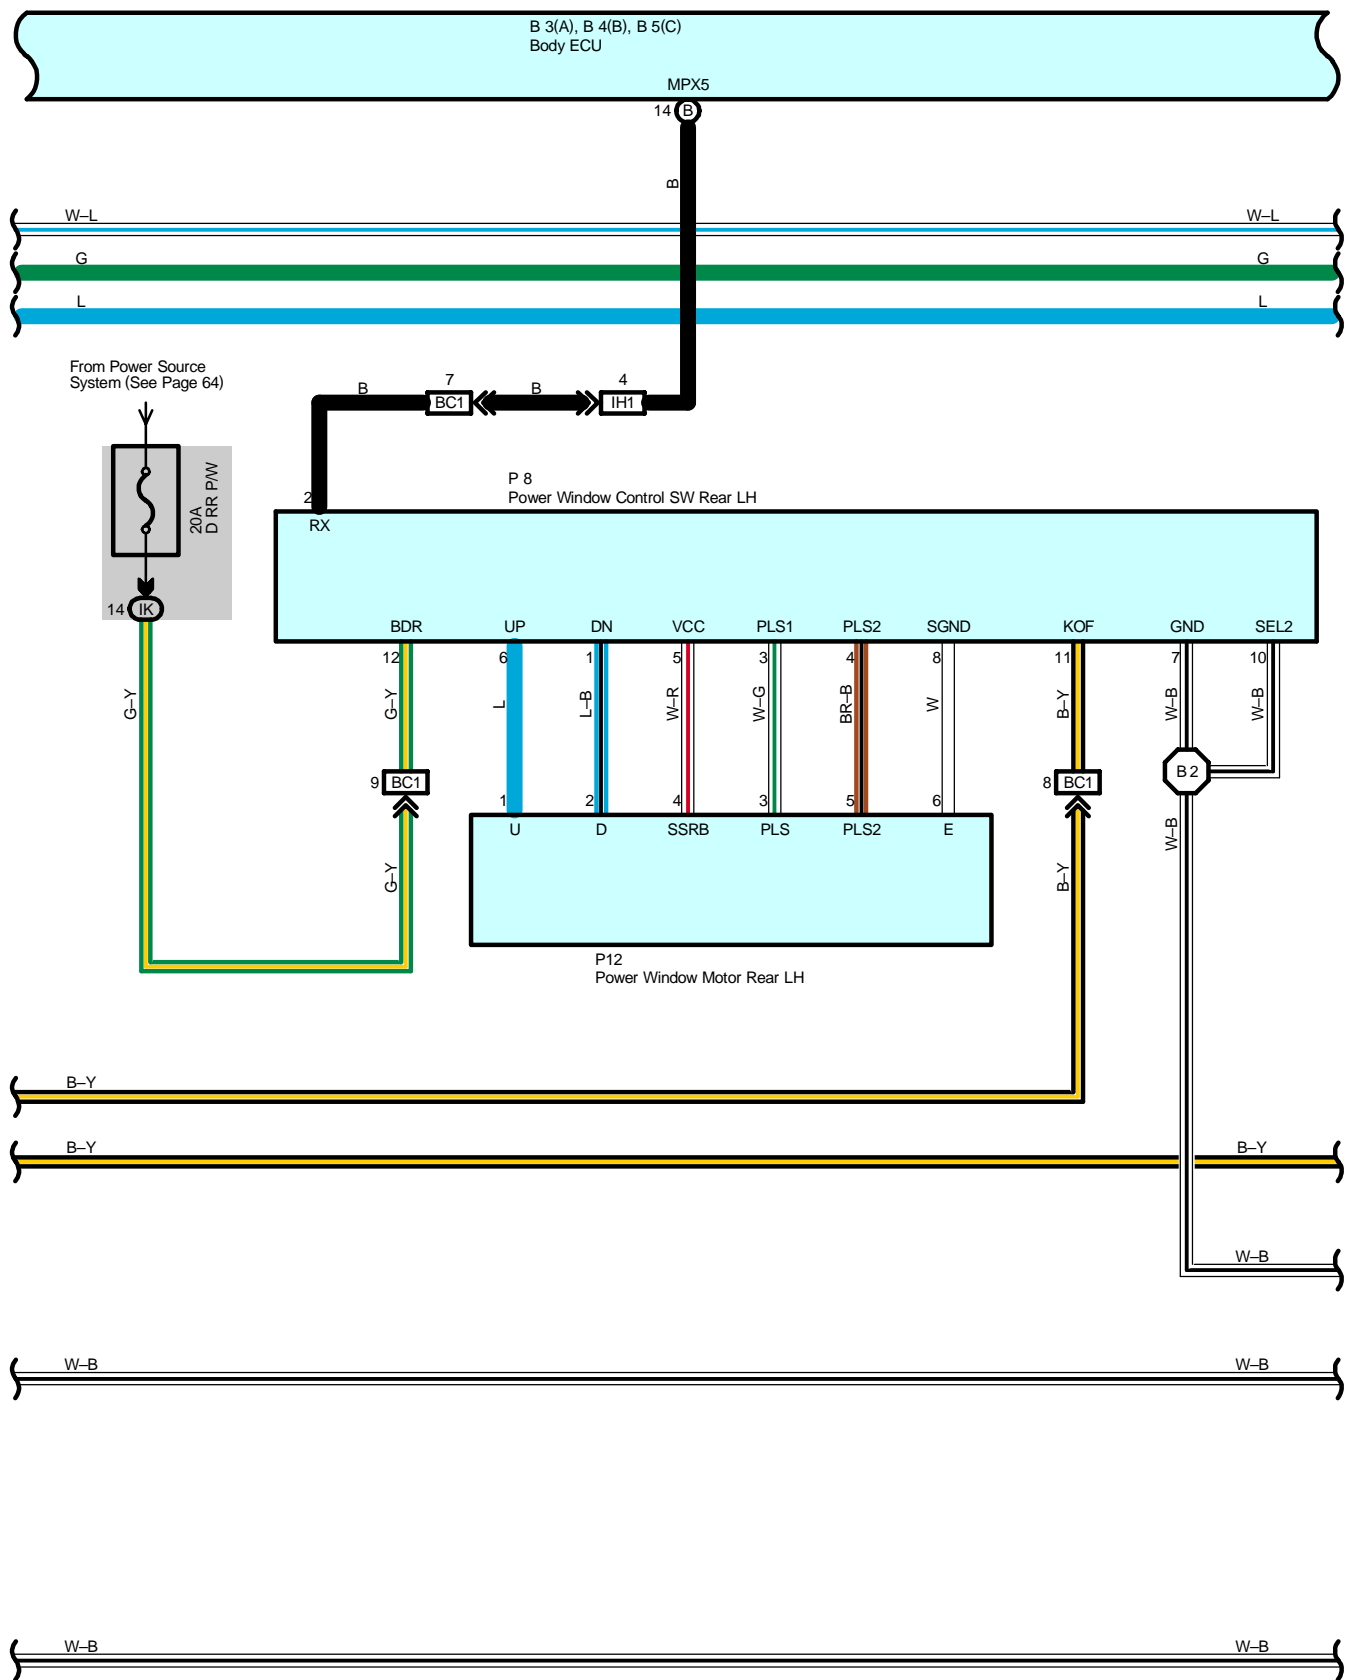 B 3(A), B 4(B), B 5(C)
Body ECU
MPX5
14 B
B
W–L W–L
G G
L L
From Power Source
System (See Page 64)
7 4
B BC1 B IH1
20A
D RR P/W
14 IK
P 8
Power Window Control SW Rear LH
2
RX
BDR UP DN VCC PLS1 PLS2 SGND KOF GND SEL2
12 6 1 5 3 4 8 11 7 10
G–Y G–Y L L–B W–R W–G BR–B W B–Y W–B W–B
9 BC1 8 BC1 B 2
1 2 4 3 5 6
U D SSRB PLS PLS2 E
G–Y B–Y W–B
P12
Power Window Motor Rear LH
B–Y
B–Y B–Y
W–B
W–B W–B
W–B W–B